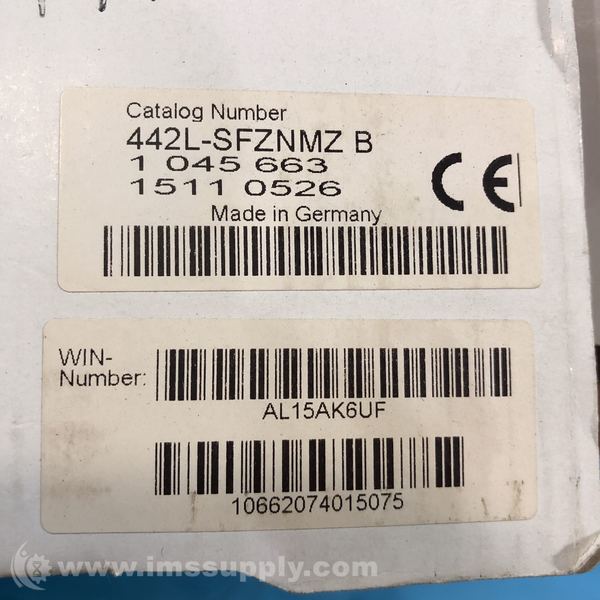 Catalog Number
442L-SFZNMZ B
1 045 663
1511 0526
CE
Made in Germany
WIN-
Number:
AL15AK6UF
10662074015075
www.imssupply.com